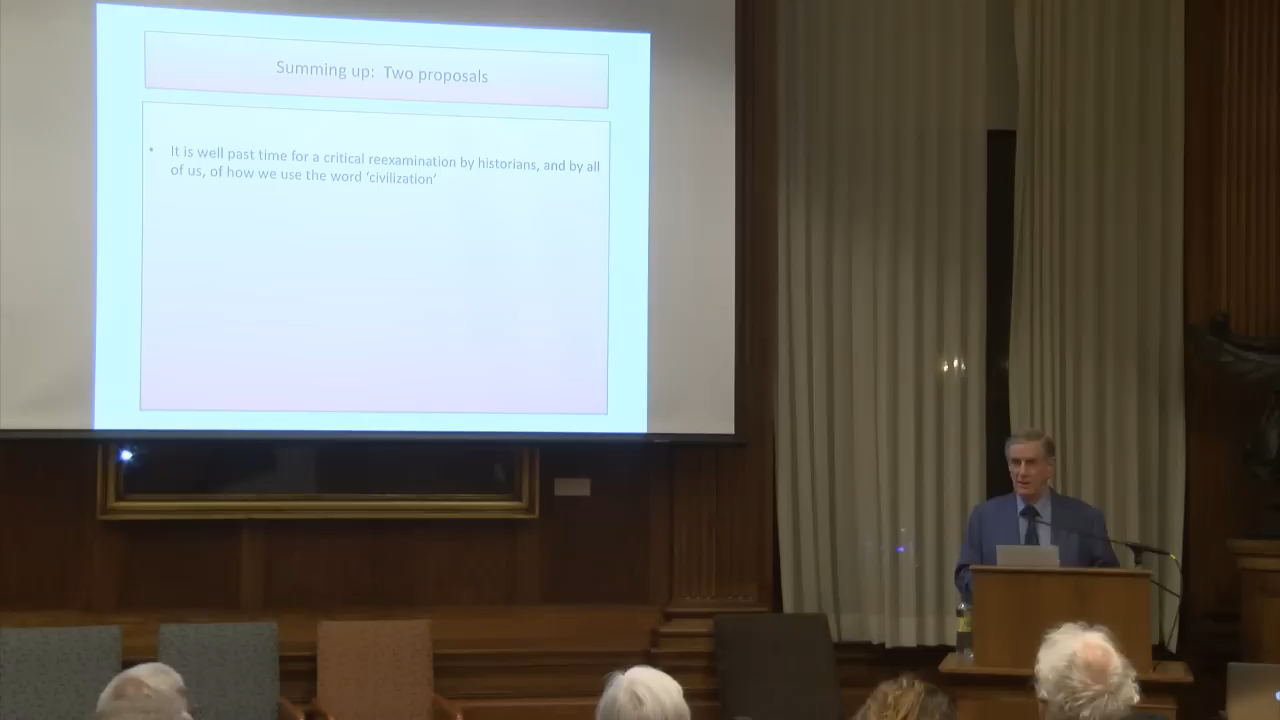 Summing up: Two proposals
• It is well past time for a critical reexamination by historians, and by all
of us, of how we use the word ‘civilization’